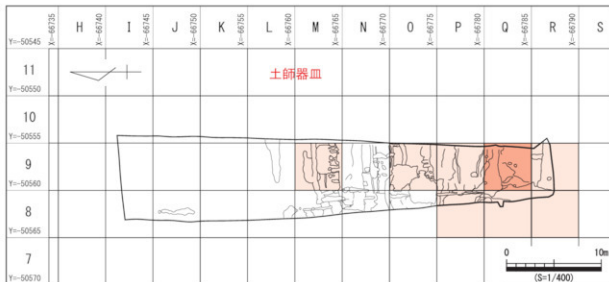 X=-66735
X=-66740
X=-66745
X=-66750
X=-66755
X=-66760
X=-66765
X=-66770
X=-66775
X=-66780
X=-66785
X=-66790
H I J K L M N O P Q R S
Y=-50545
11
土師器皿
Y=-50550
10
Y=-50555
9
Y=-50560
8
Y=-50565
7
Y=-50570
0 10m
(S=1/400)